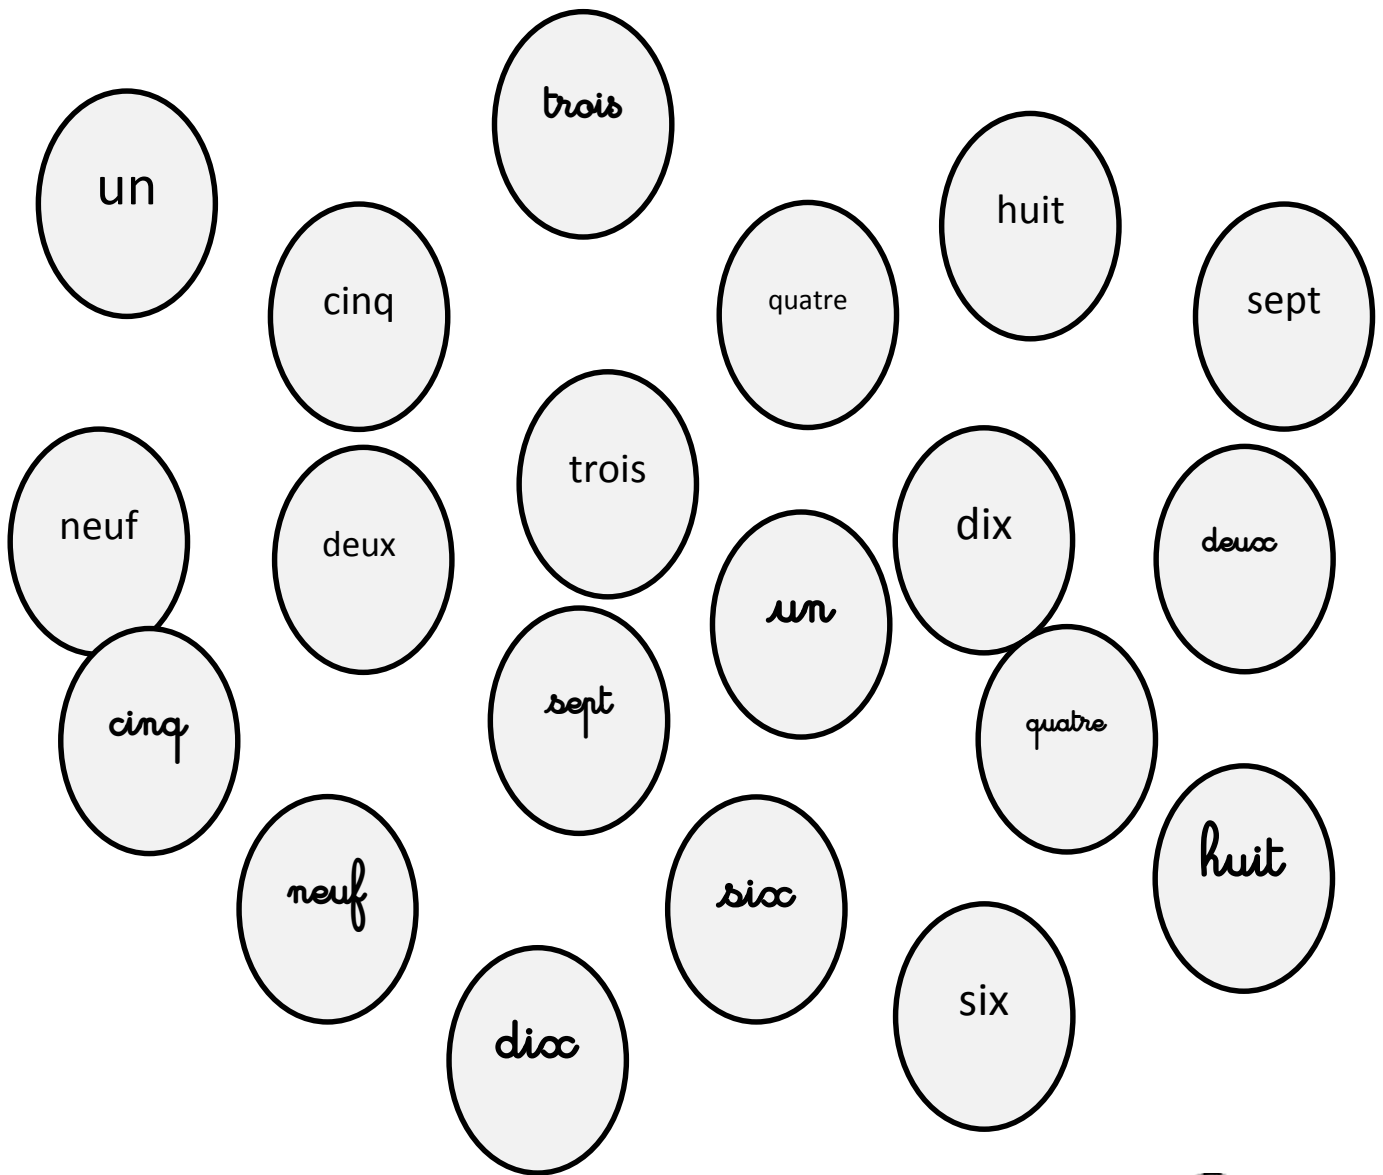 trois
un
huit
cinq
quatre
sept
trois
neuf
deux
dix
deux
un
cinq
sept
quatre
neuf
six
huit
dix
six